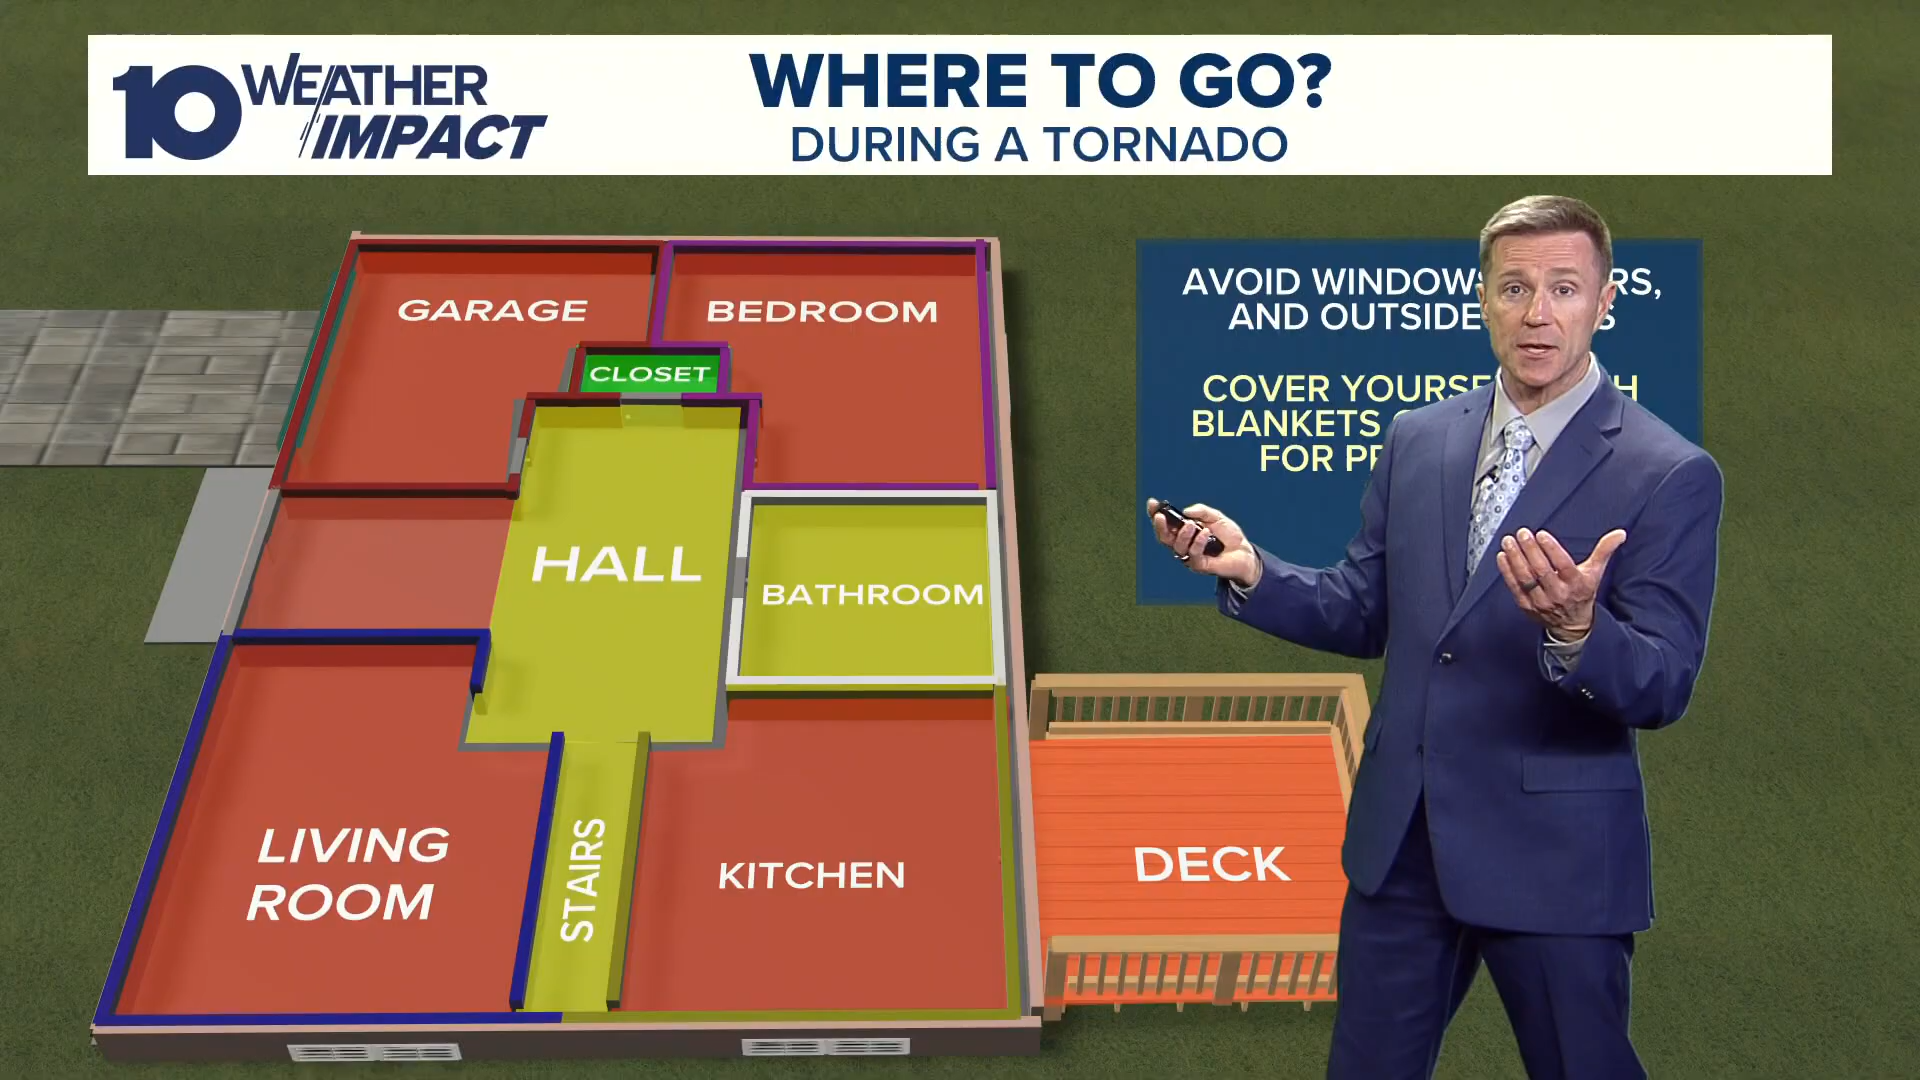 10 WEATHER
IMPACT
WHERE TO GO?
DURING A TORNADO
GARAGE
BEDROOM
CLOSET
HALL
BATHROOM
LIVING
ROOM
STAIRS
KITCHEN
DECK
AVOID WINDOWS
AND OUTSIDE
COVER
BLANKETS
FOR